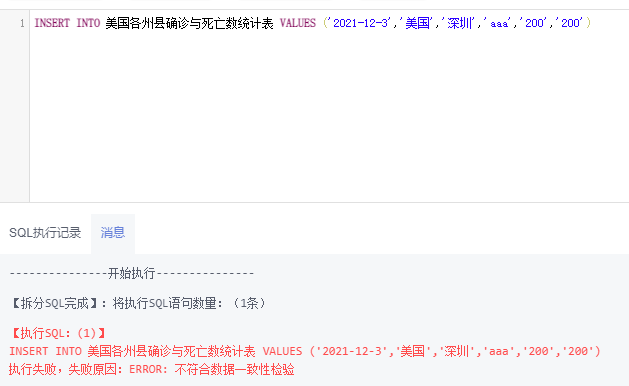 1 INSERT INTO 美国各州县确诊与死亡数统计表 VALUES ('2021-12-3','美国','深圳','aaa','200','200')
SQL执行记录 消息
---------------开始执行---------------
【拆分SQL完成】：将执行SQL语句数量：（1条）
【执行SQL：(1)】
INSERT INTO 美国各州县确诊与死亡数统计表 VALUES ('2021-12-3','美国','深圳','aaa','200','200')
执行失败，失败原因：ERROR: 不符合数据一致性检验